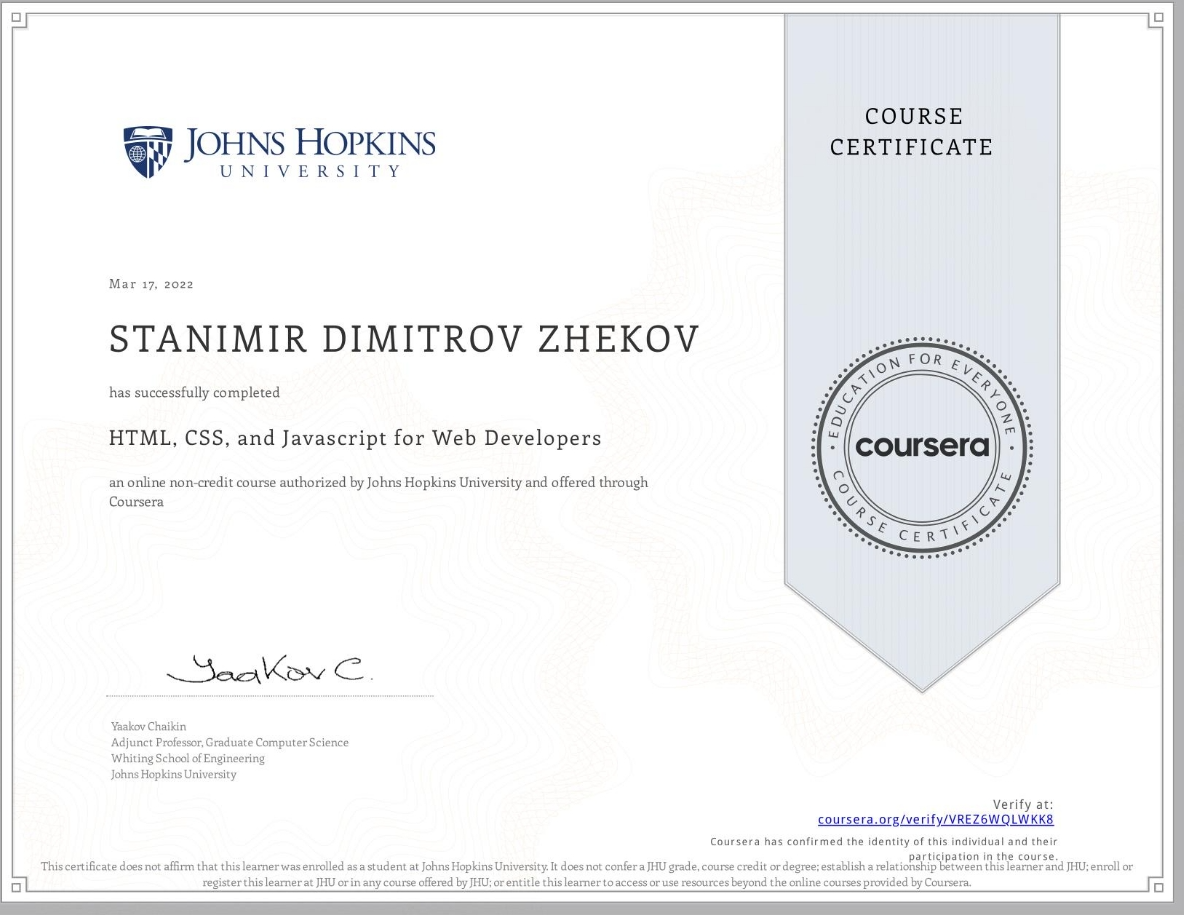 JOHNS HOPKINS
UNIVERSITY
COURSE
CERTIFICATE
Mar 17, 2022
STANIMIR DIMITROV ZHEKOV
has successfully completed
HTML, CSS, and Javascript for Web Developers
an online non-credit course authorized by Johns Hopkins University and offered through
Coursera
EDUCATION FOR EVERYONE
coursera
COURSE CERTIFICATE
Yaakov C.
Yaakov Chaikin
Adjunct Professor, Graduate Computer Science
Whiting School of Engineering
Johns Hopkins University
Verify at:
coursera.org/verify/VREZ6WQLWKK8
Coursera has confirmed the identity of this individual and their
participation in the course.
This certificate does not affirm that this learner was enrolled as a student at Johns Hopkins University. It does not confer a JHU grade, course credit or degree; establish a relationship between this learner and JHU; enroll or
register this learner at JHU or in any course offered by JHU; or entitle this learner to access or use resources beyond the online courses provided by Coursera.